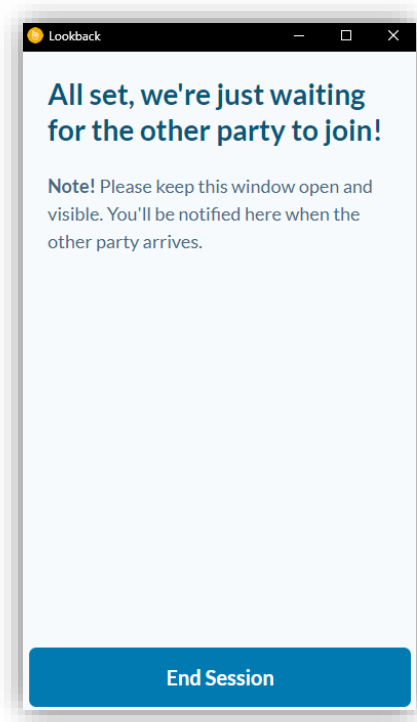 Lookback
All set, we're just waiting
for the other party to join!
Note! Please keep this window open and
visible. You'll be notified here when the
other party arrives.
End Session